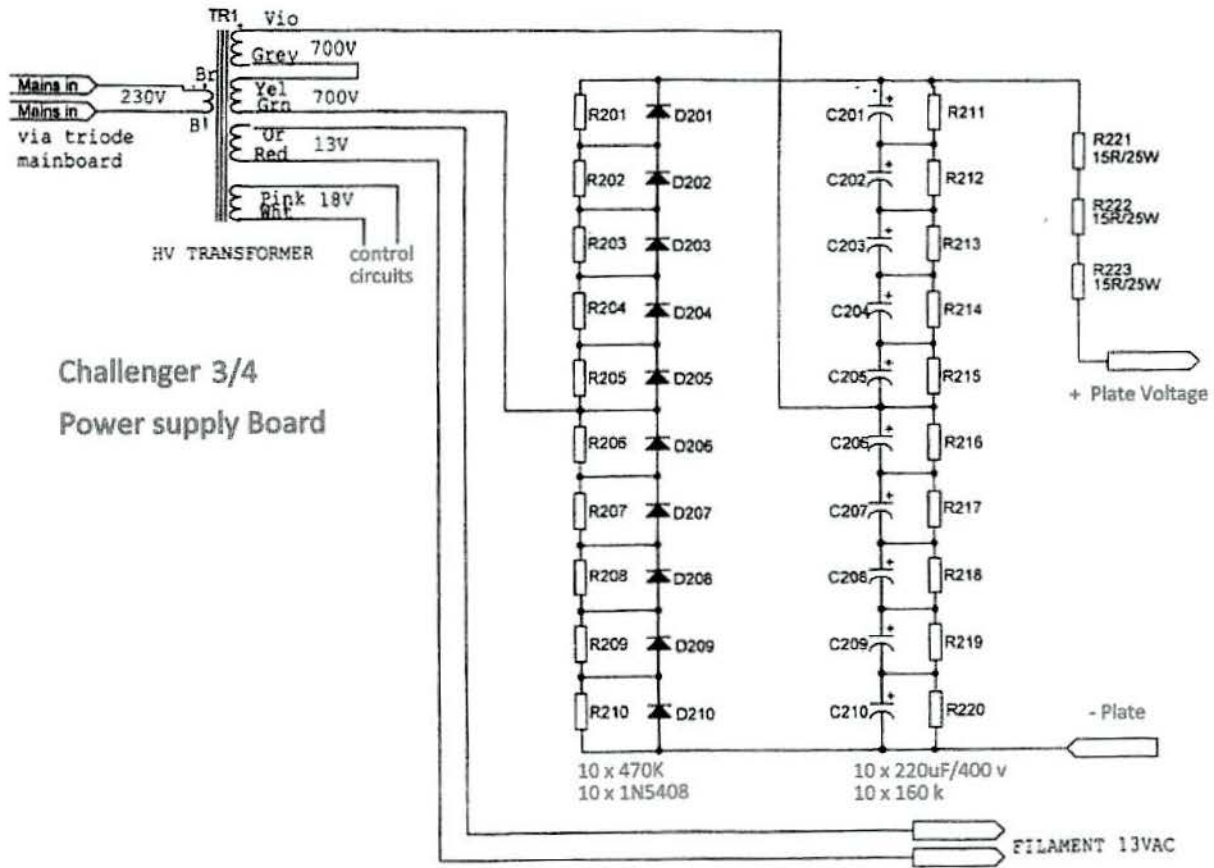 TR1
Vio
Grey 700V
Br
Mains in
Mains in
230V
Bl
via triode
mainboard
Yel
Grn 700V
Or
Red 13V
Pink 18V
Wht
HV TRANSFORMER
control
circuits
Challenger 3/4
Power supply Board
R201
D201
C201
R211
R202
D202
C202
R212
R203
D203
C203
R213
R204
D204
C204
R214
R205
D205
C205
R215
R206
D206
C206
R216
R207
D207
C207
R217
R208
D208
C208
R218
R209
D209
C209
R219
R210
D210
C210
R220
R221
15R/25W
R222
15R/25W
R223
15R/25W
+ Plate Voltage
- Plate
10 x 470K
10 x 1N5408
10 x 220uF/400 v
10 x 160 k
FILAMENT 13VAC